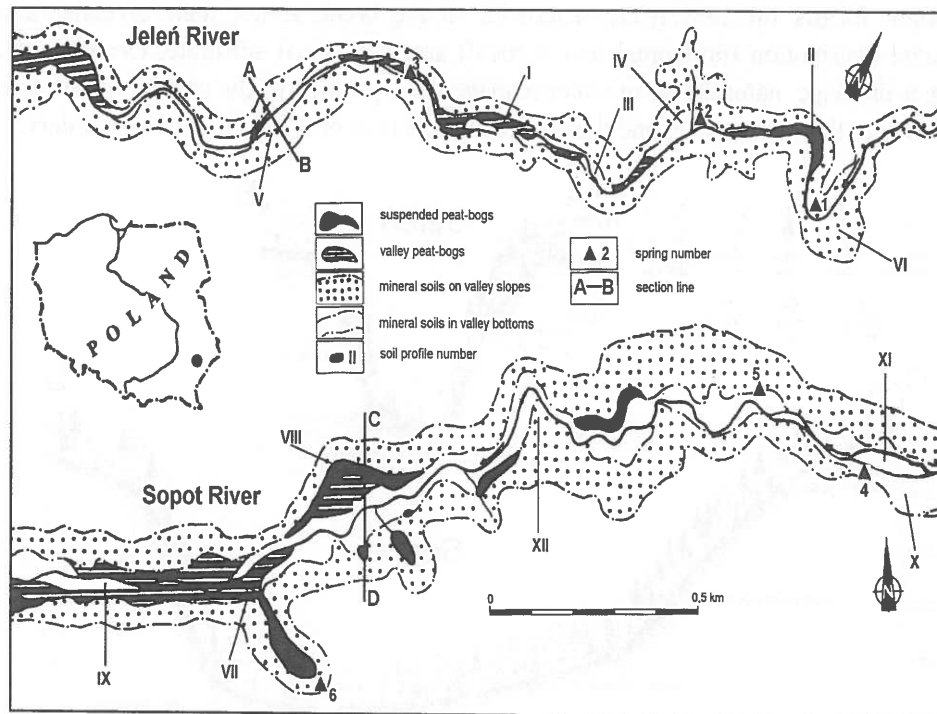 Jeleń River
A
B
V
3
I
IV
III
2
II
1
VI
POLAND
suspended peat-bogs
valley peat-bogs
mineral soils on valley slopes
mineral soils in valley bottoms
II soil profile number
▲ 2 spring number
A—B section line
N
Sopot River
VIII
C
D
XII
5
XI
4
X
IX
VII
6
0 0,5 km
N